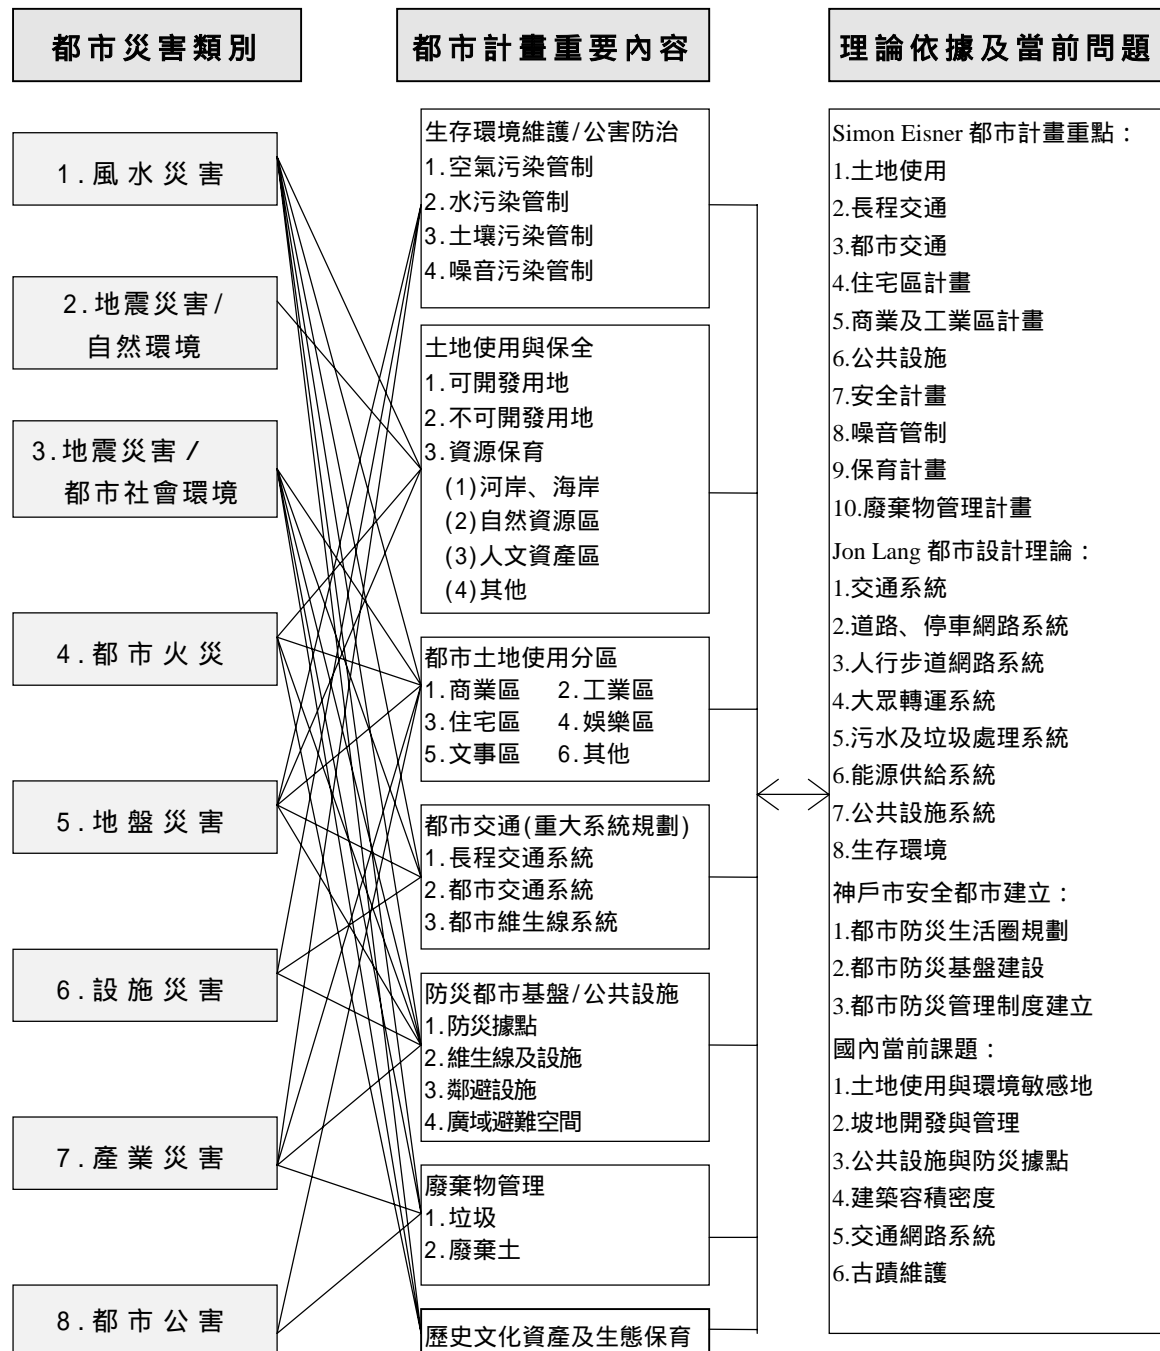 都市災害類別
都市計畫重要內容
理論依據及當前問題
1.風水災害
2.地震災害/
自然環境
3.地震災害/
都市社會環境
4.都市火災
5.地盤災害
6.設施災害
7.產業災害
8.都市公害
生存環境維護/公害防治
1.空氣污染管制
2.水污染管制
3.土壤污染管制
4.噪音污染管制
土地使用與保全
1.可開發用地
2.不可開發用地
3.資源保育
(1)河岸、海岸
(2)自然資源區
(3)人文資產區
(4)其他
都市土地使用分區
1.商業區 2.工業區
3.住宅區 4.娛樂區
5.文事區 6.其他
都市交通(重大系統規劃)
1.長程交通系統
2.都市交通系統
3.都市維生線系統
防災都市基盤/公共設施
1.防災據點
2.維生線及設施
3.鄰避設施
4.廣域避難空間
廢棄物管理
1.垃圾
2.廢棄土
歷史文化資產及生態保育
Simon Eisner 都市計畫重點：
1.土地使用
2.長程交通
3.都市交通
4.住宅區計畫
5.商業及工業區計畫
6.公共設施
7.安全計畫
8.噪音管制
9.保育計畫
10.廢棄物管理計畫
Jon Lang 都市設計理論：
1.交通系統
2.道路、停車網路系統
3.人行步道網路系統
4.大眾轉運系統
5.污水及垃圾處理系統
6.能源供給系統
7.公共設施系統
8.生存環境
神戶市安全都市建立：
1.都市防災生活圈規劃
2.都市防災基盤建設
3.都市防災管理制度建立
國內當前課題：
1.土地使用與環境敏感地
2.坡地開發與管理
3.公共設施與防災據點
4.建築容積密度
5.交通網路系統
6.古蹟維護